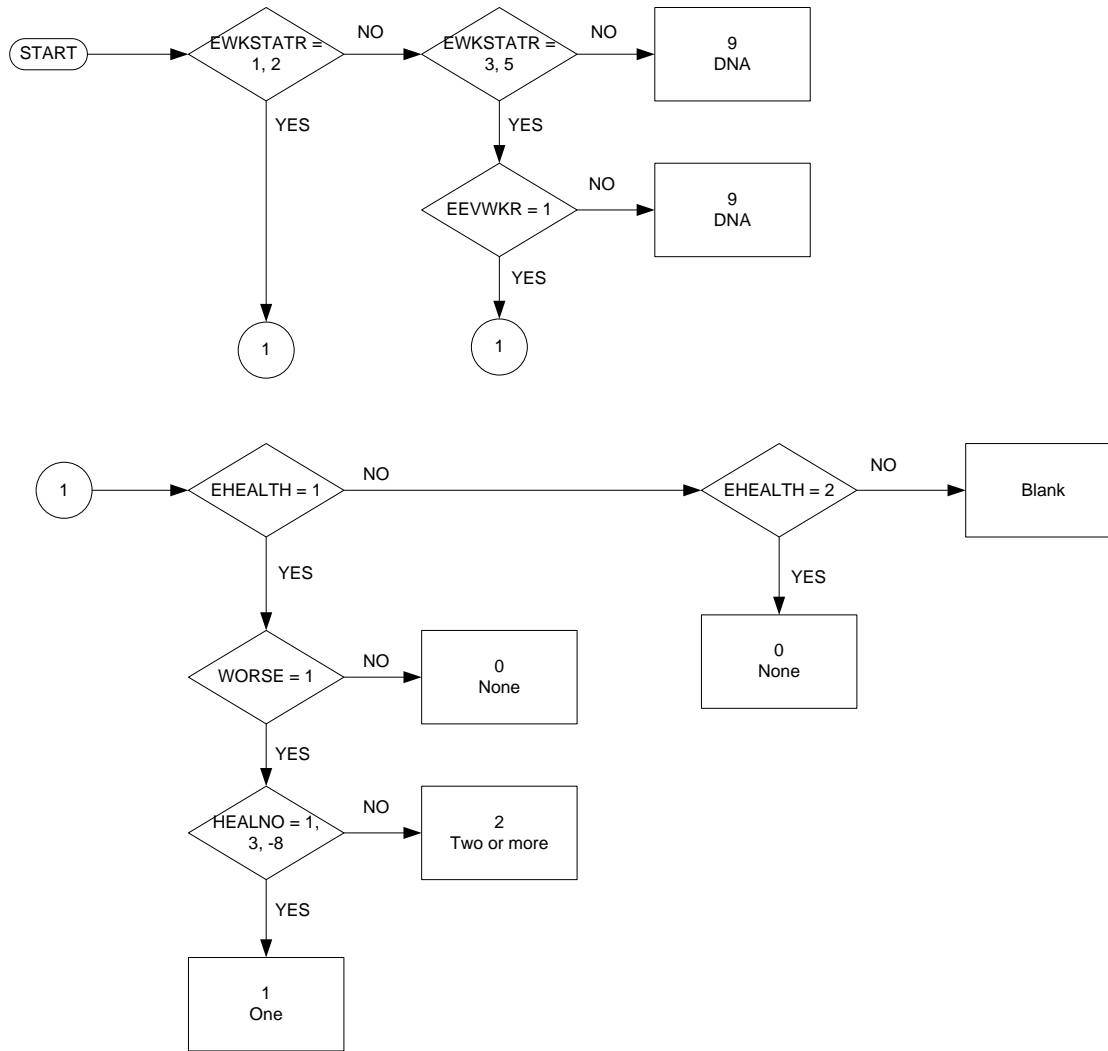 START
EWKSTATR =
1, 2
NO
EWKSTATR =
3, 5
NO
9
DNA
YES
YES
EEVWKR = 1
NO
9
DNA
YES
1
1
1
EHEALTH = 1
NO
EHEALTH = 2
NO
Blank
YES
YES
0
None
WORSE = 1
NO
0
None
YES
HEALNO = 1,
3, -8
NO
2
Two or more
YES
1
One